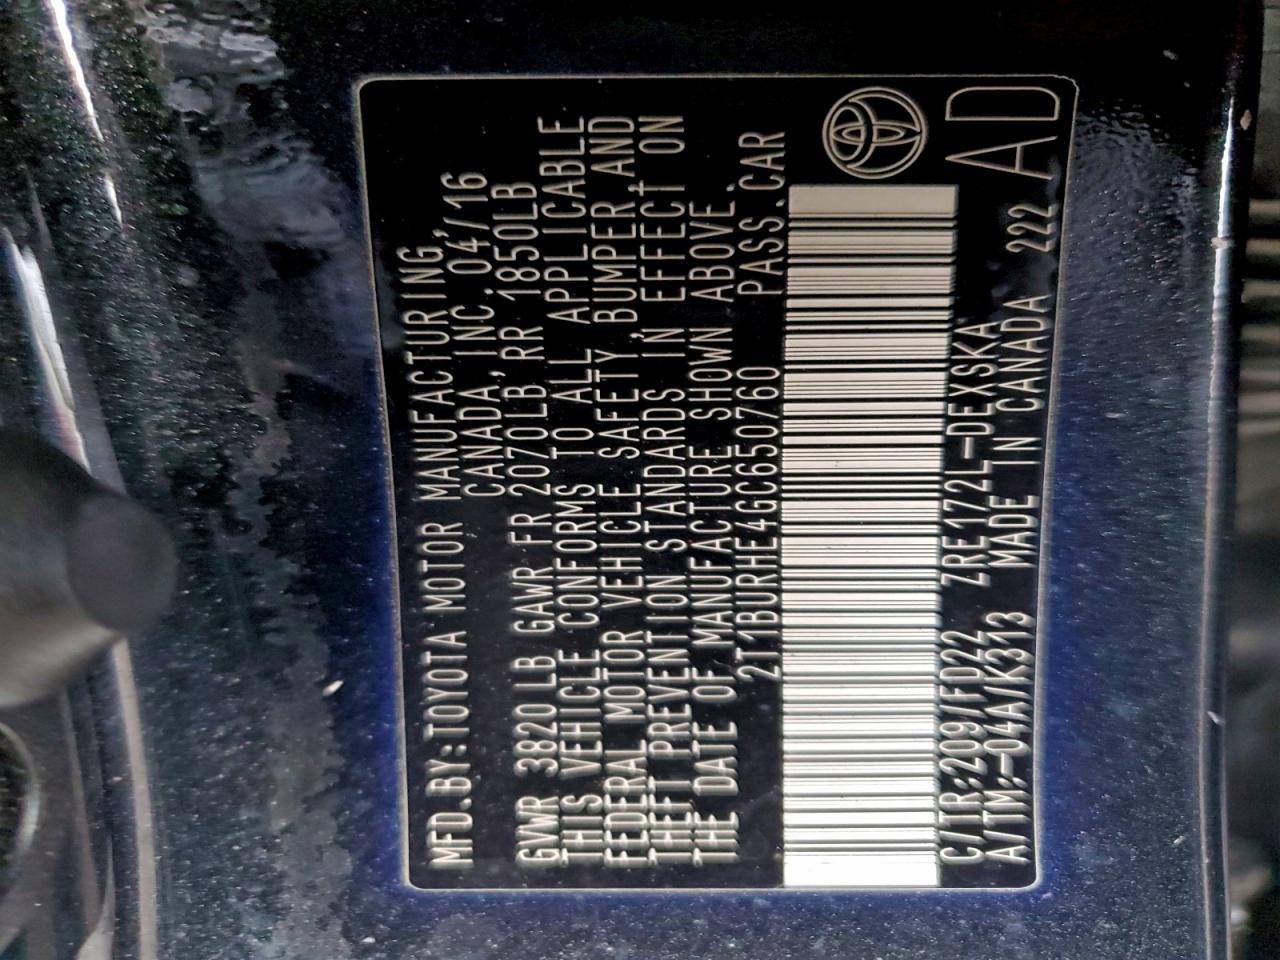 MFD.BY:TOYOTA MOTOR MANUFACTURING,
CANADA, INC. 04/16
GVWR 3820 LB GAWR FR 2070LB RR 1850LB
THIS VEHICLE CONFORMS TO ALL APPLICABLE
FEDERAL MOTOR VEHICLE SAFETY, BUMPER, AND
THEFT PREVENTION STANDARDS IN EFFECT ON
THE DATE OF MANUFACTURE SHOWN ABOVE.
2T1BURHE4GC650760 PASS.CAR
C/TR:209/FD22 ZRE172L-DEXSKA
A/TM:-04A/K313 MADE IN CANADA 222 AD